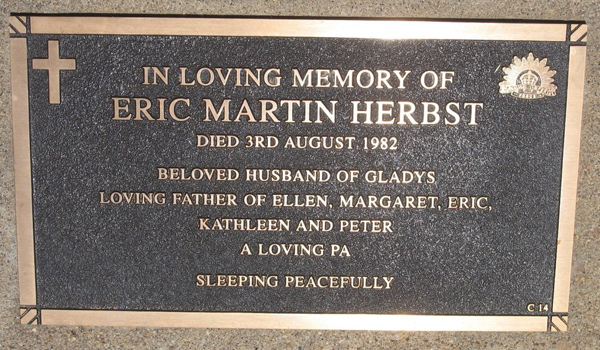 IN LOVING MEMORY OF
ERIC MARTIN HERBST
DIED 3RD AUGUST 1982
BELOVED HUSBAND OF GLADYS
LOVING FATHER OF ELLEN, MARGARET, ERIC,
KATHLEEN AND PETER
A LOVING PA
SLEEPING PEACEFULLY
C 14